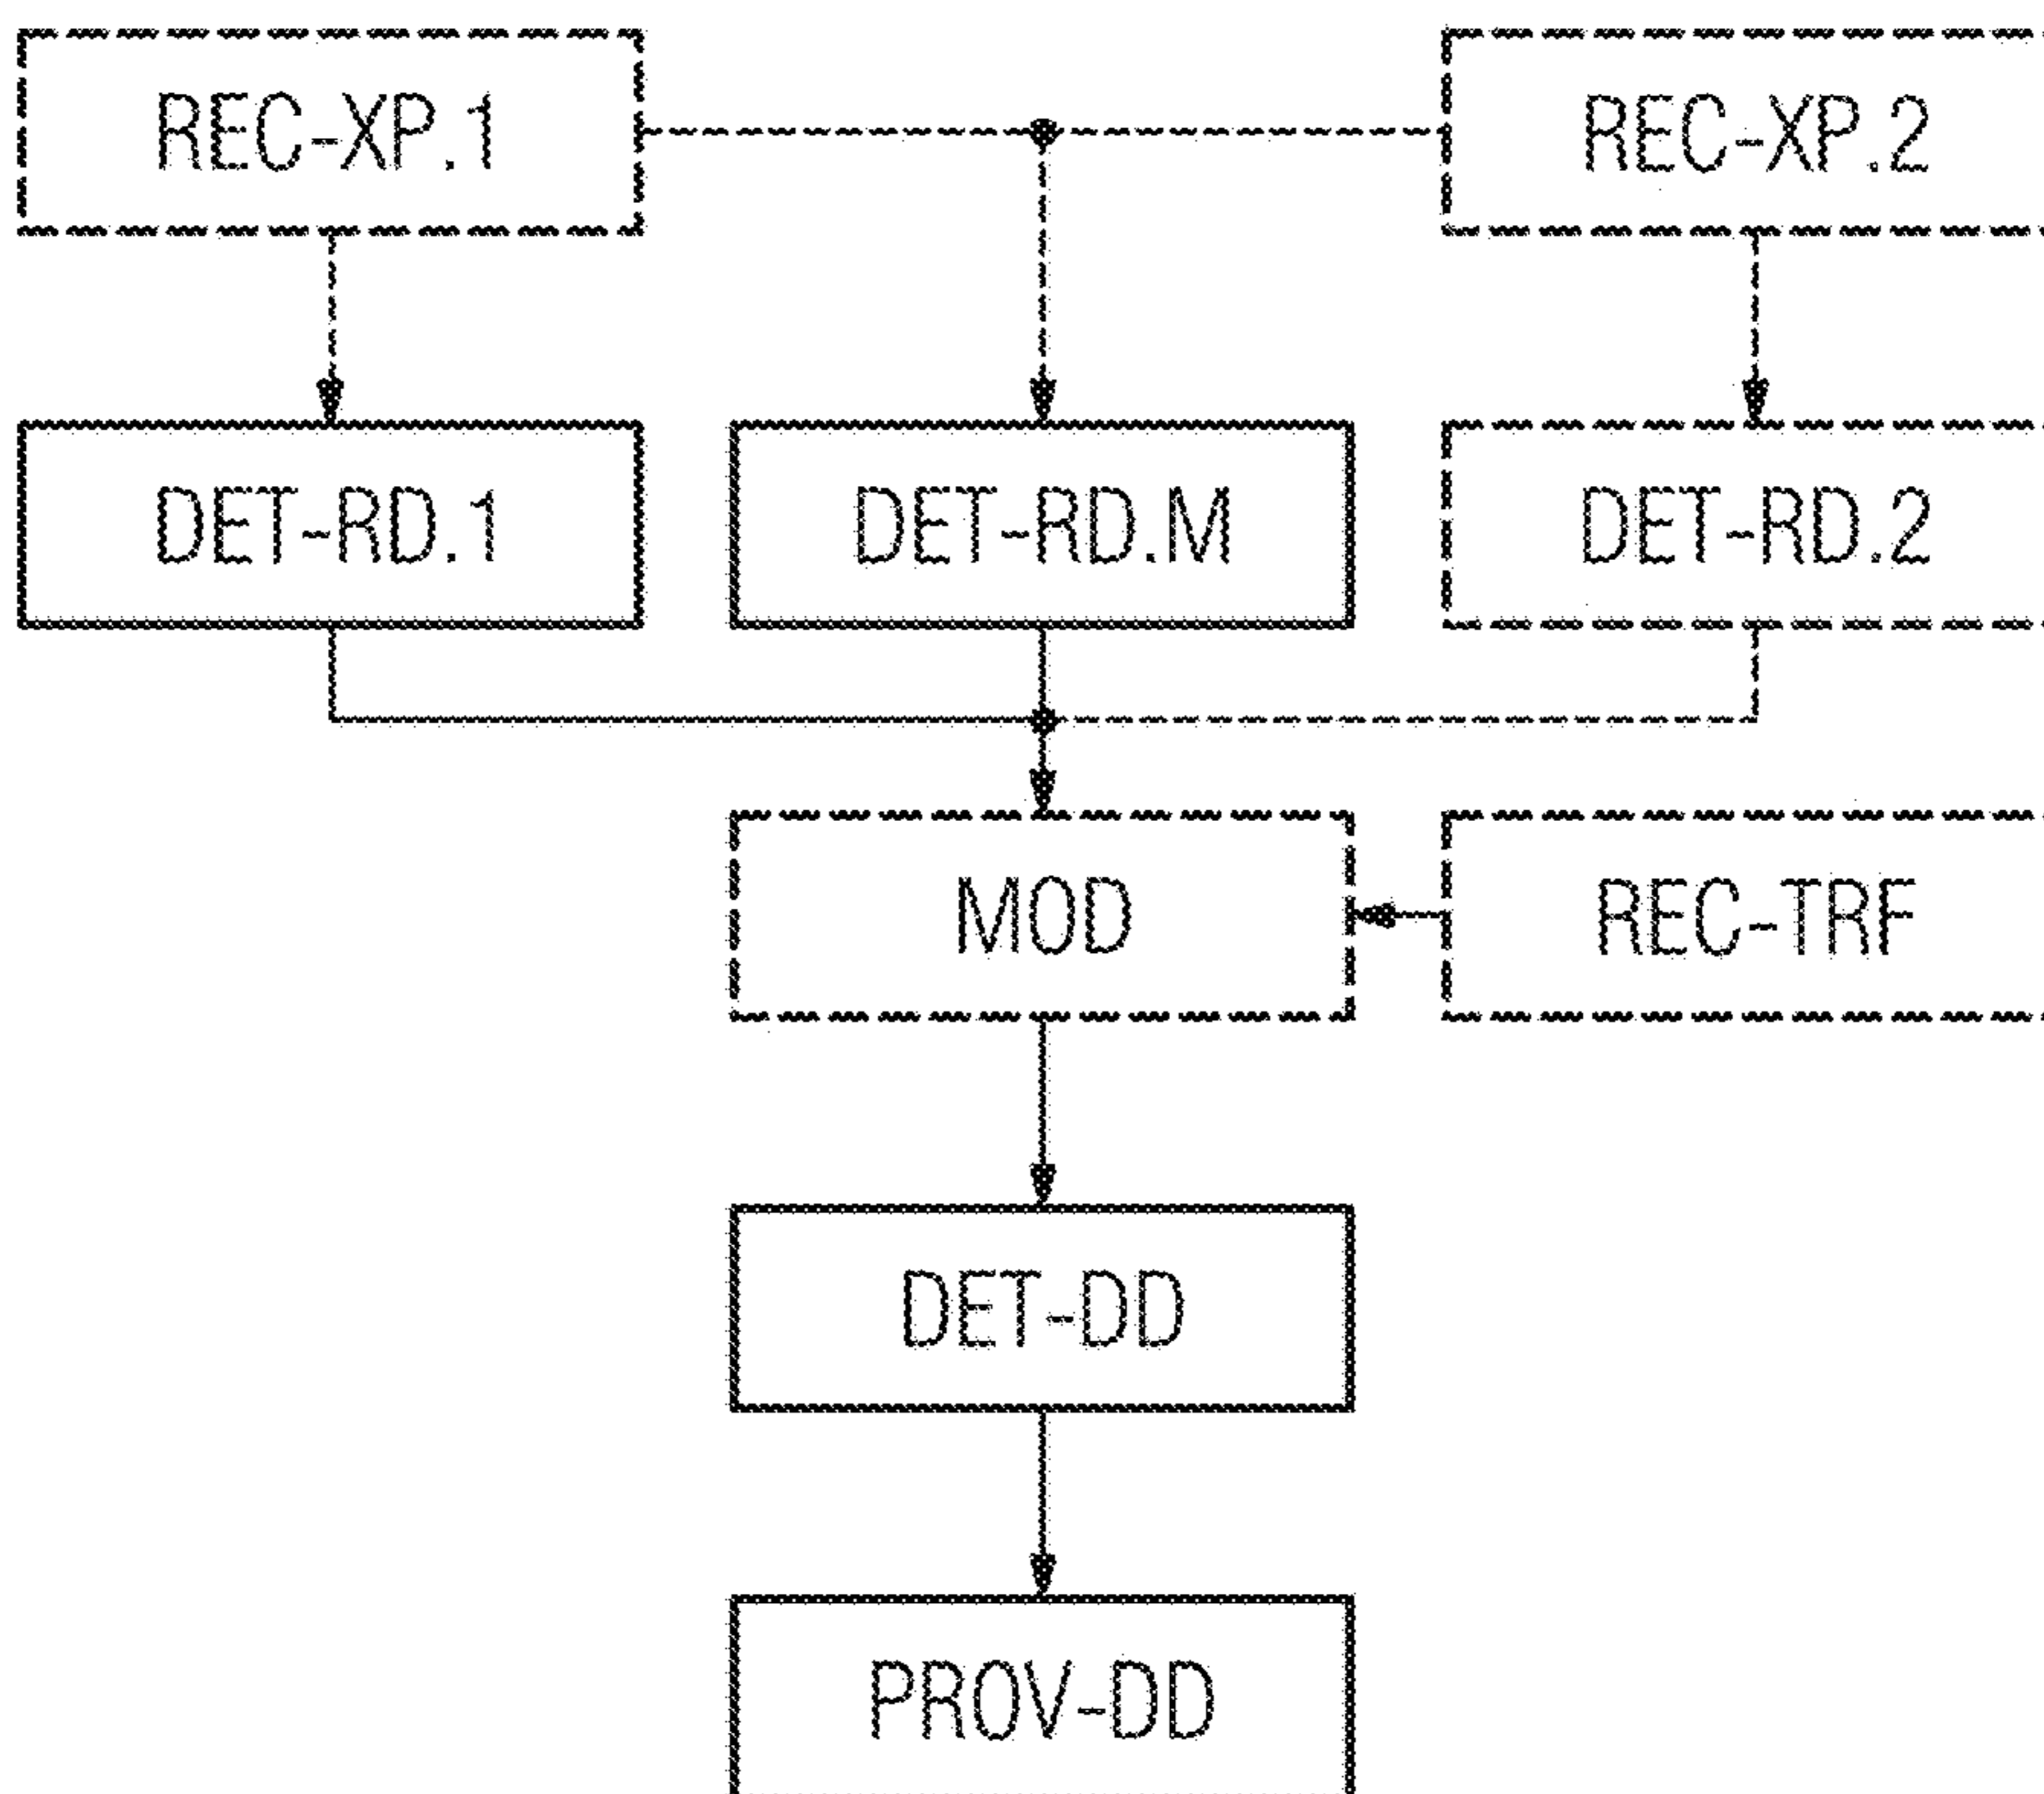 REC-XP.1
REC-XP.2
DET-RD.1
DET-RD.M
DET-RD.2
MOD
REC-TRF
DET-DD
PROV-DD